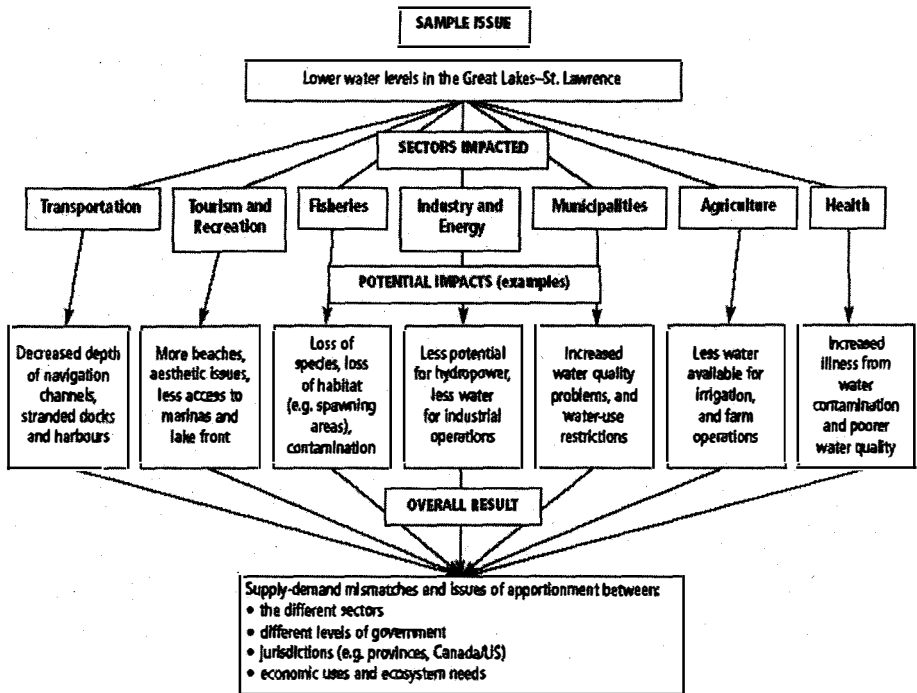 SAMPLE ISSUE
Lower water levels in the Great Lakes–St. Lawrence
SECTORS IMPACTED
Transportation
Tourism and
Recreation
Fisheries
Industry and
Energy
Municipalities
Agriculture
Health
POTENTIAL IMPACTS (examples)
Decreased depth
of navigation
channels,
stranded docks
and harbours
More beaches,
aesthetic issues,
less access to
marinas and
lake front
Loss of
species, loss
of habitat
(e.g. spawning
areas),
contamination
Less potential
for hydropower,
less water
for industrial
operations
Increased
water quality
problems, and
water-use
restrictions
Less water
available for
irrigation,
and farm
operations
Increased
illness from
water
contamination
and poorer
water quality
OVERALL RESULT
Supply-demand mismatches and issues of apportionment between:
• the different sectors
• different levels of government
• jurisdictions (e.g. provinces, Canada/US)
• economic uses and ecosystem needs